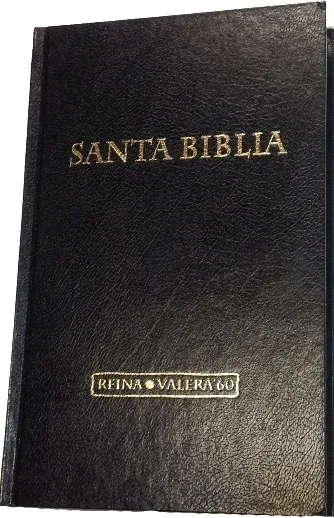 SANTA BIBLIA
REINA ● VALERA '60